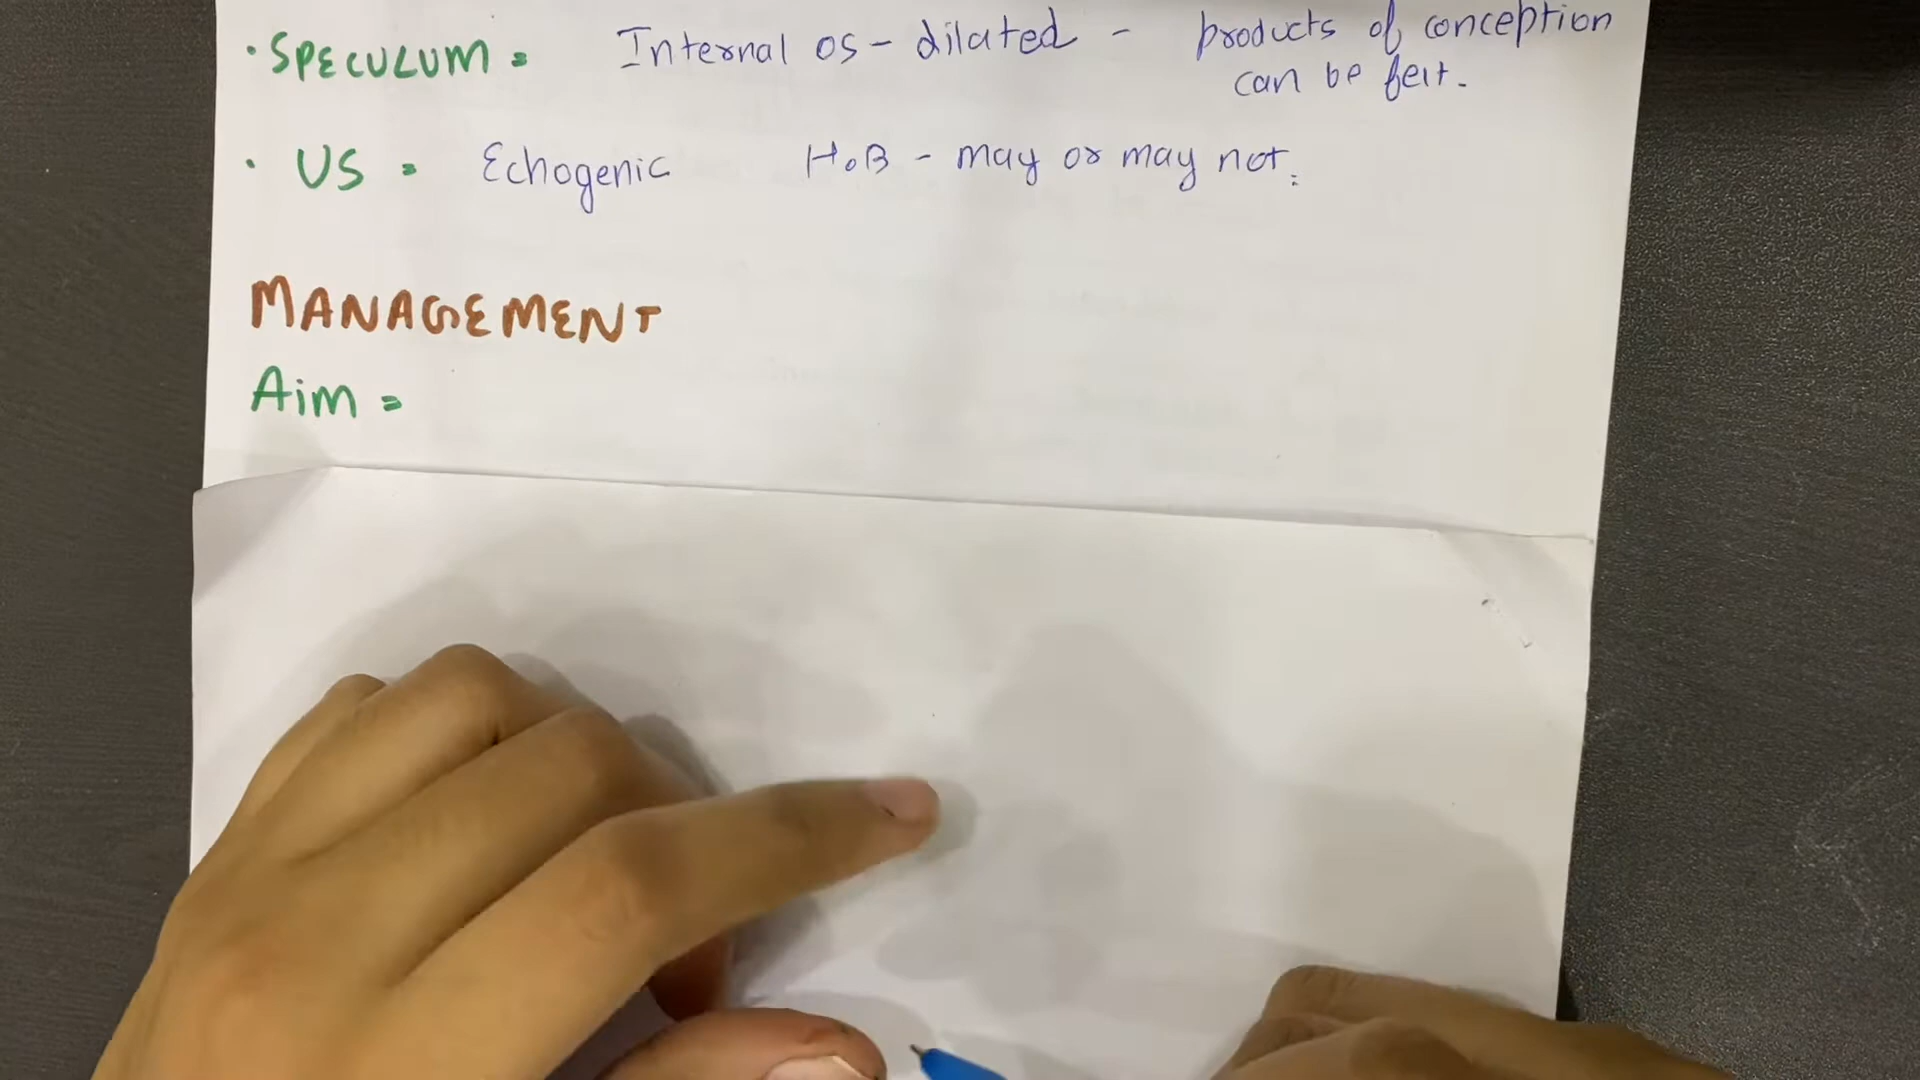 · SPECULUM = Internal os - dilated - products of conception
can be felt.
· US = Echogenic HoB - may or may not.
MANAGEMENT
Aim =